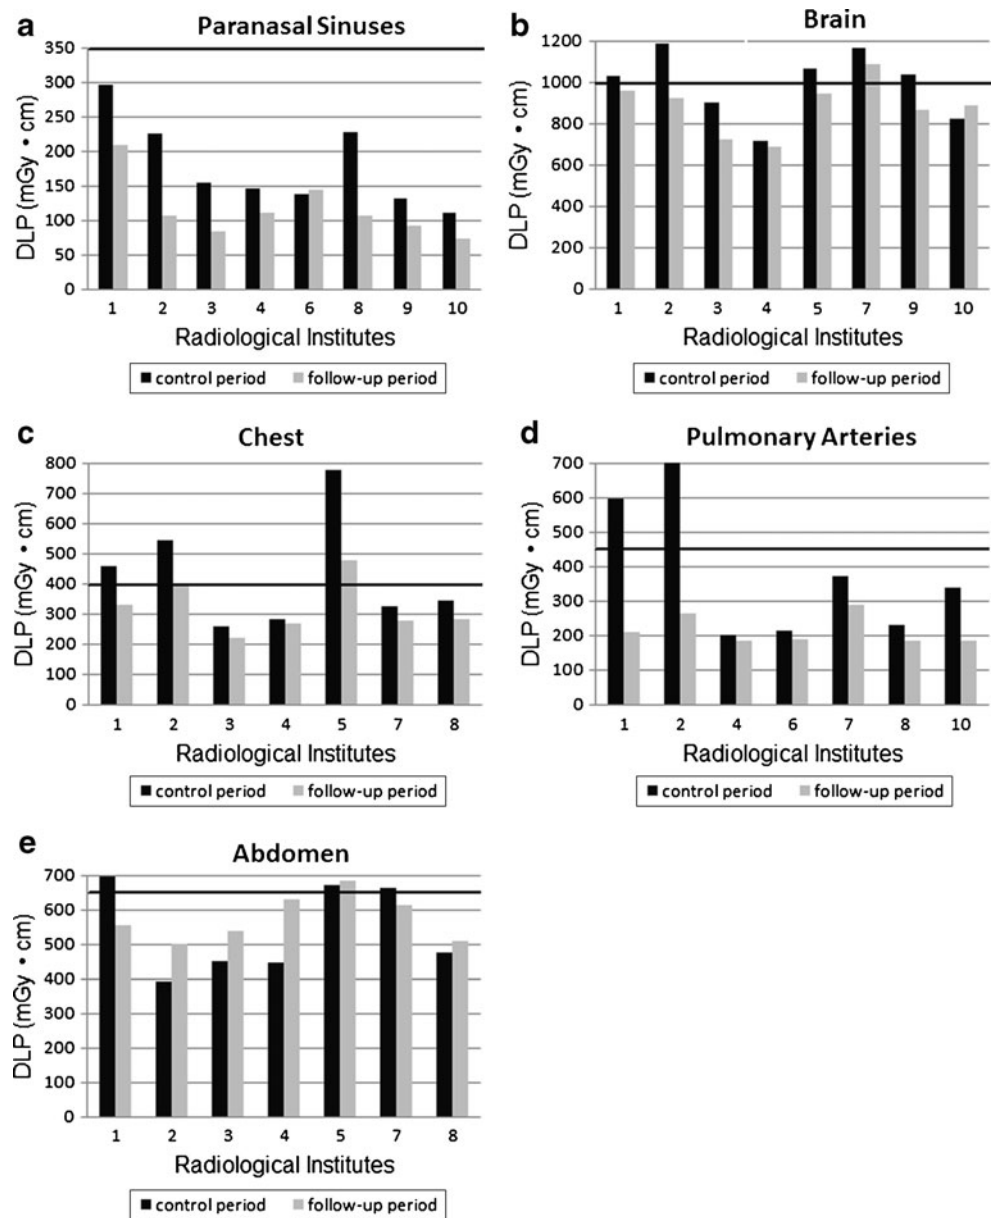 a
Paranasal Sinuses
350
300
250
200
150
100
50
0
DLP (mGy • cm)
1 2 3 4 6 8 9 10
Radiological Institutes
control period follow-up period
b
Brain
1200
1000
800
600
400
200
0
DLP (mGy • cm)
1 2 3 4 5 7 9 10
Radiological Institutes
control period follow-up period
c
Chest
800
700
600
500
400
300
200
100
0
DLP (mGy • cm)
1 2 3 4 5 7 8
Radiological Institutes
control period follow-up period
d
Pulmonary Arteries
700
600
500
400
300
200
100
0
DLP (mGy • cm)
1 2 4 6 7 8 10
Radiological Institutes
control period follow-up period
e
Abdomen
700
600
500
400
300
200
100
0
DLP (mGy • cm)
1 2 3 4 5 7 8
Radiological Institutes
control period follow-up period